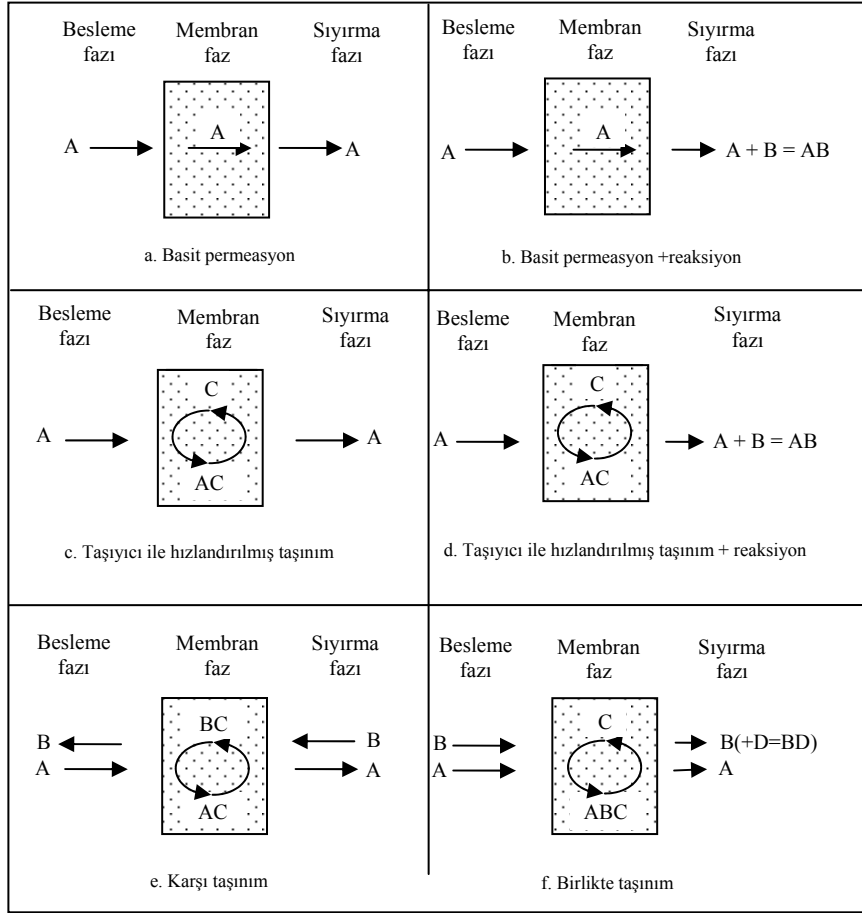 Besleme fazı
Membran faz
Sıyırma fazı
A
A
A
a. Basit permeasyon
Besleme fazı
Membran faz
Sıyırma fazı
A
A
A + B = AB
b. Basit permeasyon +reaksiyon
Besleme fazı
Membran faz
Sıyırma fazı
C
A
A
AC
c. Taşıyıcı ile hızlandırılmış taşınım
Besleme fazı
Membran faz
Sıyırma fazı
C
A
A + B = AB
AC
d. Taşıyıcı ile hızlandırılmış taşınım + reaksiyon
Besleme fazı
Membran faz
Sıyırma fazı
BC
B
B
A
A
AC
e. Karşı taşınım
Besleme fazı
Membran faz
Sıyırma fazı
C
B
B(+D=BD)
A
A
ABC
f. Birlikte taşınım